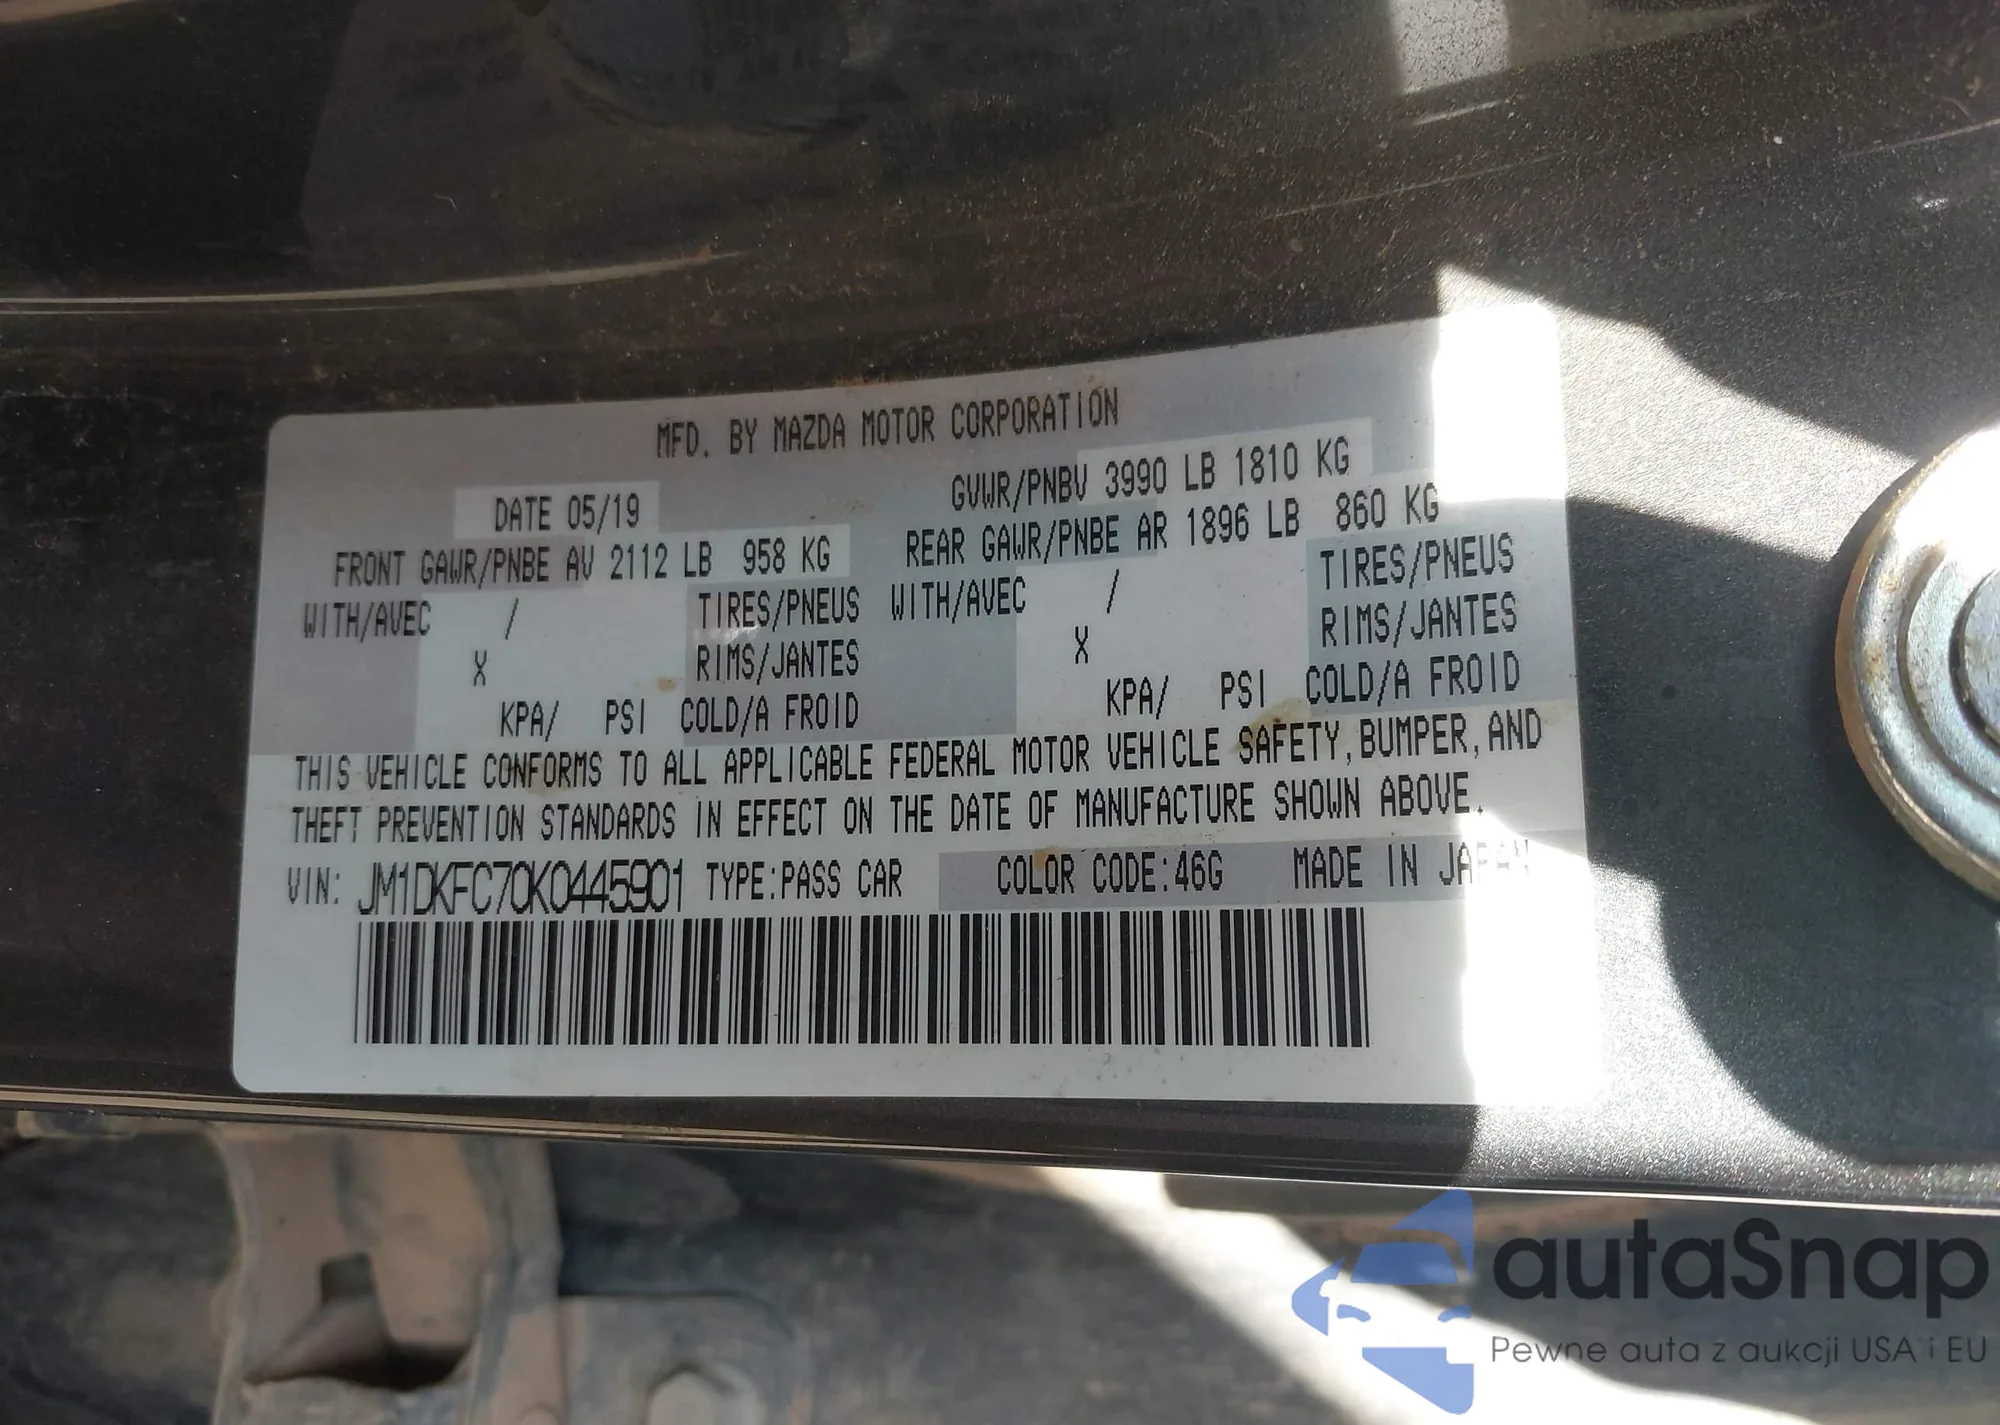 MFD. BY MAZDA MOTOR CORPORATION
DATE 05/19 GVWR/PNBV 3990 LB 1810 KG
FRONT GAWR/PNBE AV 2112 LB 958 KG REAR GAWR/PNBE AR 1896 LB 860 KG
WITH/AVEC / TIRES/PNEUS WITH/AVEC / TIRES/PNEUS
X RIMS/JANTES X RIMS/JANTES
KPA/ PSI COLD/A FROID KPA/ PSI COLD/A FROID
THIS VEHICLE CONFORMS TO ALL APPLICABLE FEDERAL MOTOR VEHICLE SAFETY, BUMPER, AND
THEFT PREVENTION STANDARDS IN EFFECT ON THE DATE OF MANUFACTURE SHOWN ABOVE.
VIN: JM1DKFC70K0445901 TYPE:PASS CAR COLOR CODE:46G MADE IN JAPAN
autaSnap
Pewne auta z aukcji USA i EU